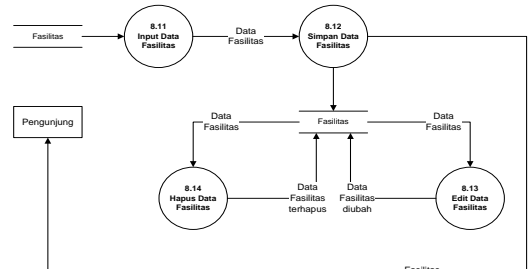 Fasilitas
8.11
Input Data
Fasilitas
Data
Fasilitas
8.12
Simpan Data
Fasilitas
Pengunjung
Data
Fasilitas
Fasilitas
Data
Fasilitas
8.14
Hapus Data
Fasilitas
Data
Fasilitas
terhapus
Data
Fasilitas
diubah
8.13
Edit Data
Fasilitas
Fasilitas